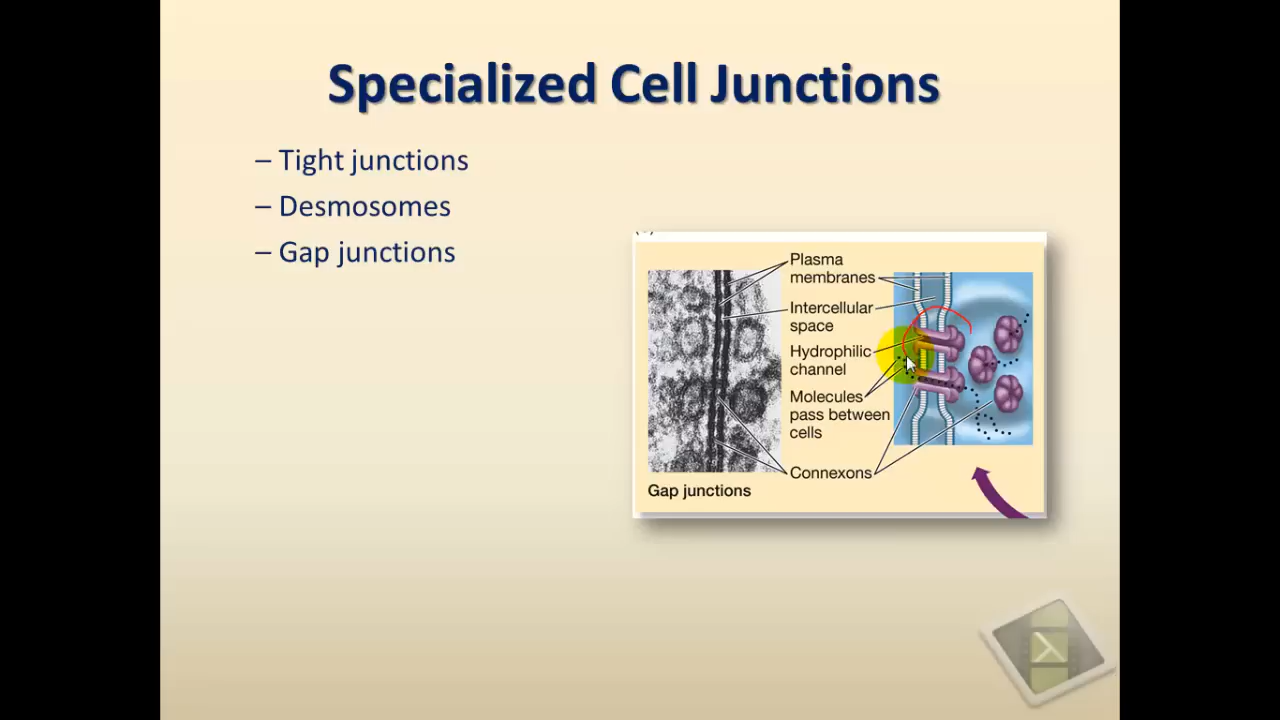 Specialized Cell Junctions
– Tight junctions
– Desmosomes
– Gap junctions
Plasma
membranes
Intercellular
space
Hydrophilic
channel
Molecules
pass between
cells
Connexons
Gap junctions